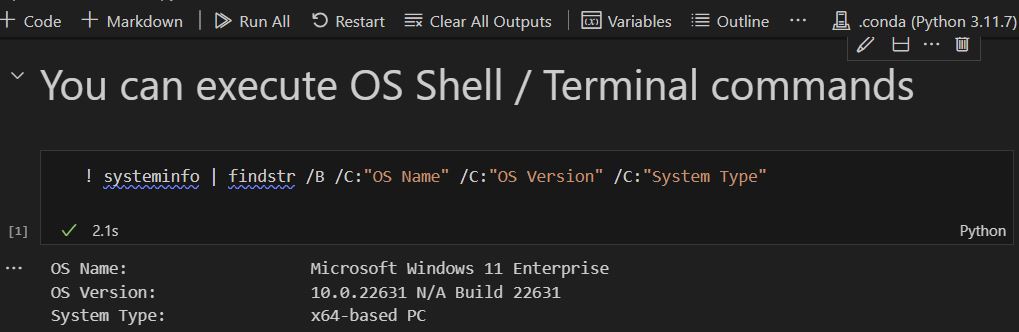 + Code + Markdown | Run All Restart Clear All Outputs | Variables Outline ··· .conda (Python 3.11.7)
You can execute OS Shell / Terminal commands
! systeminfo | findstr /B /C:"OS Name" /C:"OS Version" /C:"System Type"
[1] 2.1s Python
OS Name: Microsoft Windows 11 Enterprise
OS Version: 10.0.22631 N/A Build 22631
System Type: x64-based PC